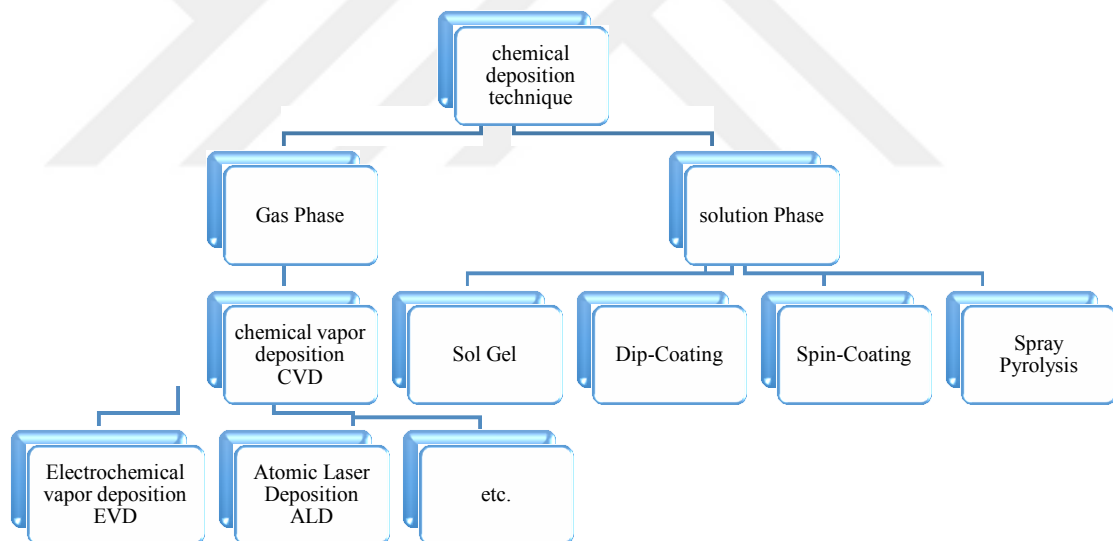 chemical
deposition
technique
Gas Phase
solution Phase
chemical vapor
deposition
CVD
Sol Gel
Dip-Coating
Spin-Coating
Spray
Pyrolysis
Electrochemical
vapor deposition
EVD
Atomic Laser
Deposition
ALD
etc.